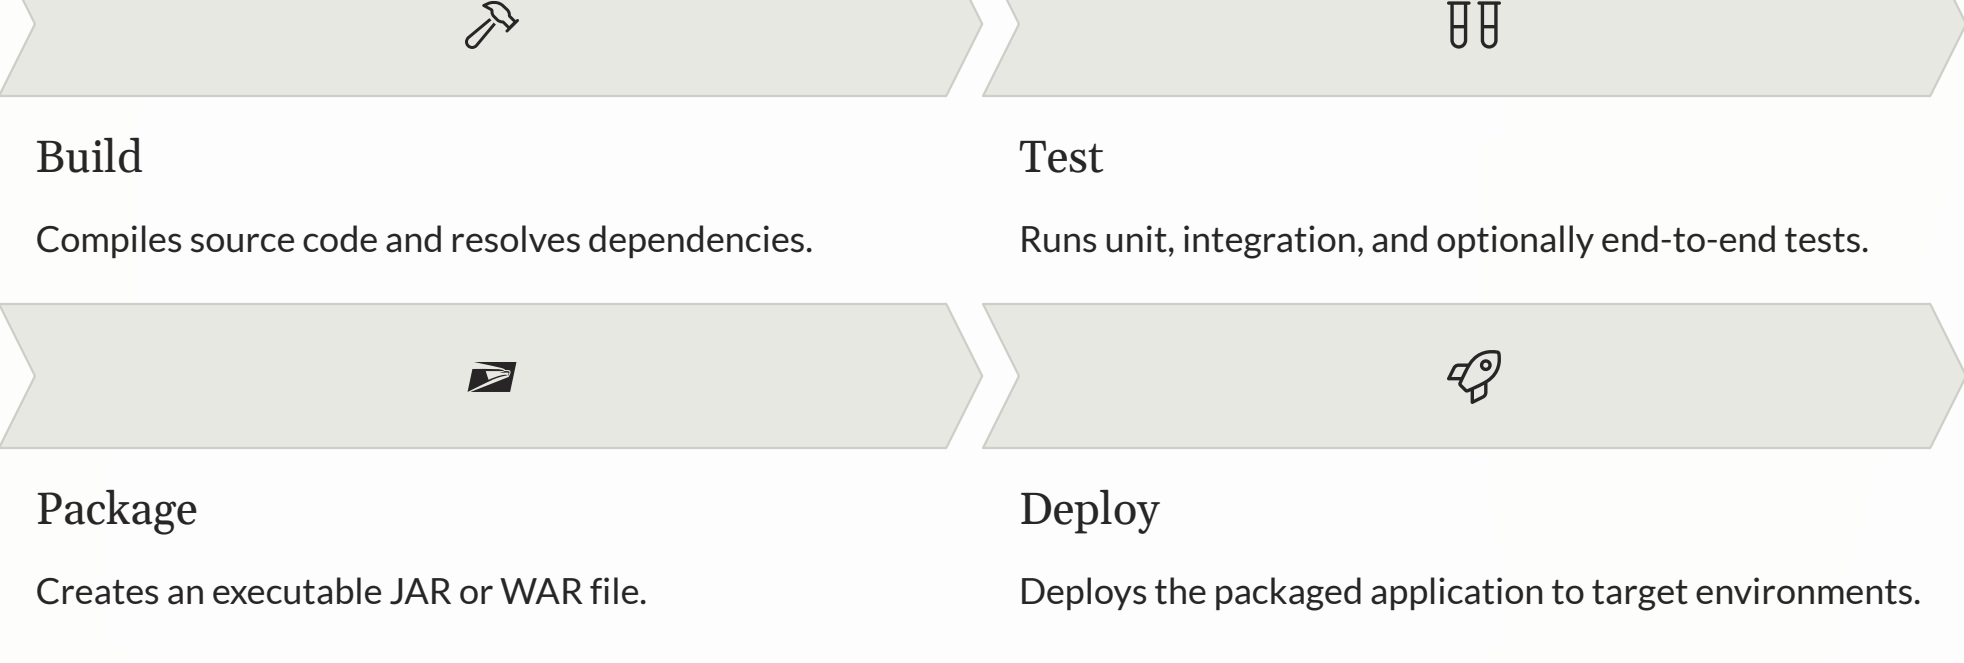 Build
Compiles source code and resolves dependencies.
Test
Runs unit, integration, and optionally end-to-end tests.
Package
Creates an executable JAR or WAR file.
Deploy
Deploys the packaged application to target environments.